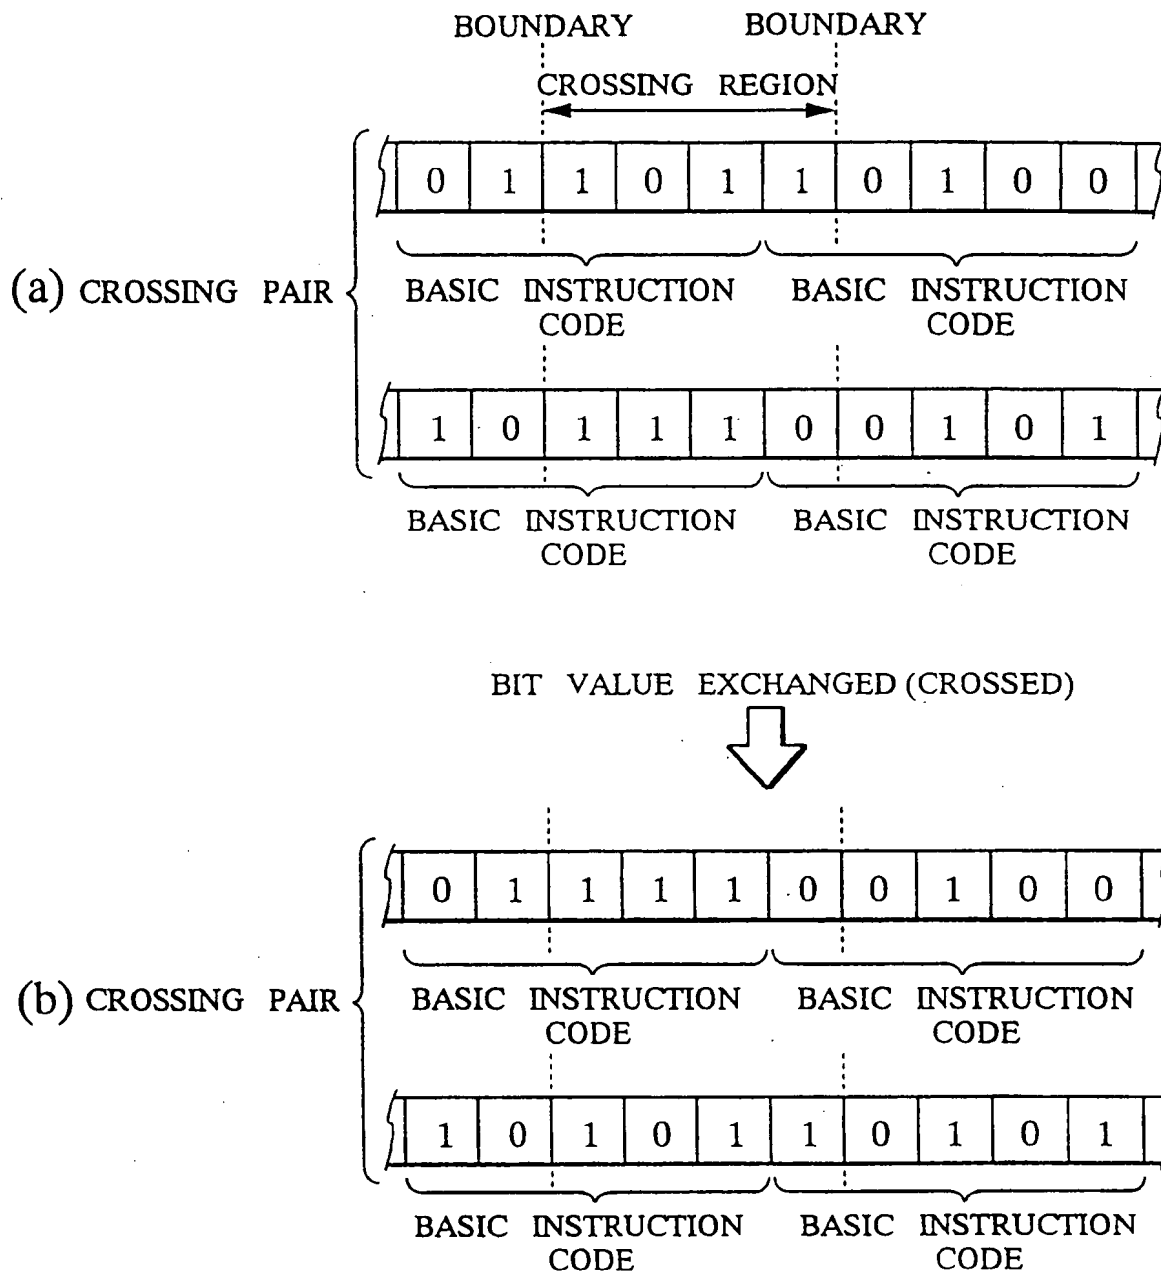 BOUNDARY BOUNDARY
CROSSING REGION
0 1 1 0 1 1 0 1 0 0
(a) CROSSING PAIR
BASIC INSTRUCTION CODE
BASIC INSTRUCTION CODE
1 0 1 1 1 0 0 1 0 1
BASIC INSTRUCTION CODE
BASIC INSTRUCTION CODE
BIT VALUE EXCHANGED (CROSSED)
0 1 1 1 1 0 0 1 0 0
(b) CROSSING PAIR
BASIC INSTRUCTION CODE
BASIC INSTRUCTION CODE
1 0 1 0 1 1 0 1 0 1
BASIC INSTRUCTION CODE
BASIC INSTRUCTION CODE